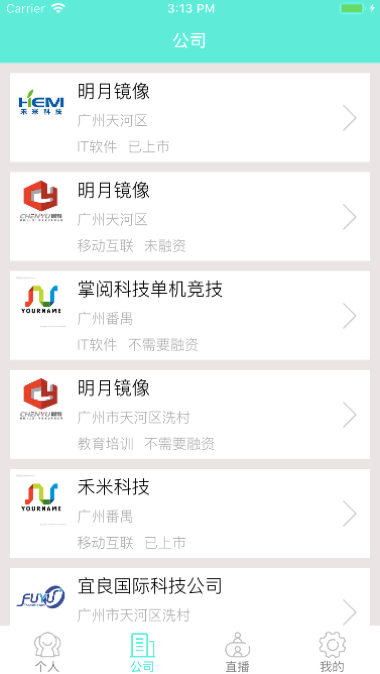 Carrier 3:13 PM
公司
HEMI
禾米科技
明月镜像
广州天河区
IT软件 已上市
CHENYU
明月镜像
广州天河区
移动互联 未融资
YOURNAME
掌阅科技单机竞技
广州番禺
IT软件 不需要融资
CHENYU
明月镜像
广州市天河区冼村
教育培训 不需要融资
YOURNAME
禾米科技
广州番禺
移动互联 已上市
FUYU
宜良国际科技公司
广州市天河区冼村
个人 公司 直播 我的